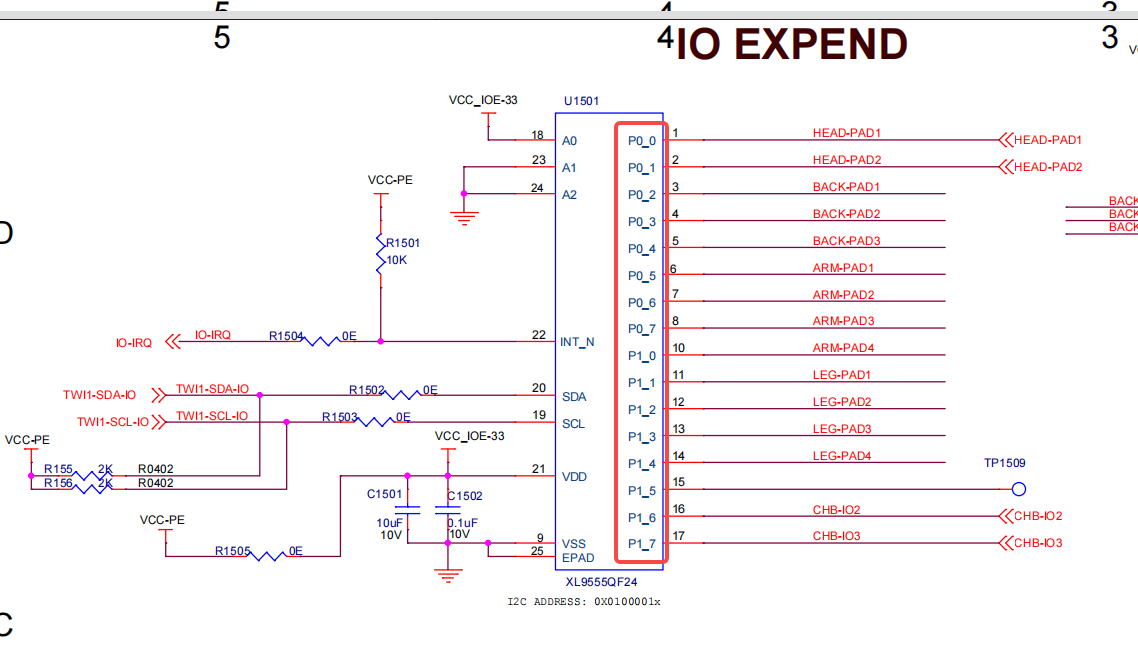 5
4
3
5
4
IO EXPEND
3
VCC_IOE-33
U1501
18
A0
P0_0
1
HEAD-PAD1
HEAD-PAD1
23
A1
P0_1
2
HEAD-PAD2
HEAD-PAD2
VCC-PE
24
A2
P0_2
3
BACK-PAD1
BACK
P0_3
4
BACK-PAD2
BACK
BACK
D
R1501
10K
P0_4
5
BACK-PAD3
P0_5
6
ARM-PAD1
P0_6
7
ARM-PAD2
P0_7
8
ARM-PAD3
IO-IRQ
IO-IRQ
R1504
0E
22
INT_N
P1_0
10
ARM-PAD4
P1_1
11
LEG-PAD1
TWI1-SDA-IO
TWI1-SDA-IO
R1502
0E
20
SDA
P1_2
12
LEG-PAD2
TWI1-SCL-IO
TWI1-SCL-IO
R1503
0E
19
SCL
P1_3
13
LEG-PAD3
VCC-PE
VCC_IOE-33
P1_4
14
LEG-PAD4
TP1509
R155
2K
R0402
R156
2K
R0402
21
VDD
P1_5
15
C1501
10uF
10V
C1502
0.1uF
10V
P1_6
16
CHB-IO2
CHB-IO2
VCC-PE
R1505
0E
9
VSS
25
EPAD
P1_7
17
CHB-IO3
CHB-IO3
XL9555QF24
I2C ADDRESS: 0X0100001x
C